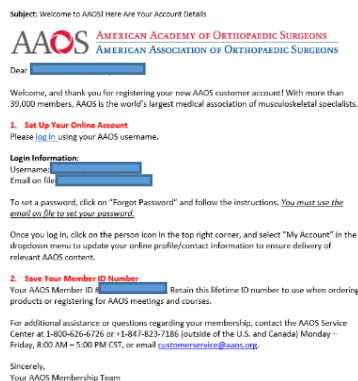 Subject: Welcome to AAOS! Here Are Your Account Details
AAOS AMERICAN ACADEMY OF ORTHOPAEDIC SURGEONS
AMERICAN ASSOCIATION OF ORTHOPAEDIC SURGEONS
Dear
Welcome, and thank you for registering your new AAOS customer account! With more than
39,000 members, AAOS is the world's largest medical association of musculoskeletal specialists.
1. Set Up Your Online Account
Please log in using your AAOS username.
Login Information:
Username:
Email on file
To set a password, click on "Forgot Password" and follow the instructions. You must use the
email on file to set your password.
Once you log in, click on the person icon in the top right corner, and select "My Account" in the
dropdown menu to update your online profile/contact information to ensure delivery of
relevant AAOS content.
2. Save Your Member ID Number
Your AAOS Member ID # Retain this lifetime ID number to use when ordering
products or registering for AAOS meetings and courses.
For additional assistance or questions regarding your membership, contact the AAOS Service
Center at 1-800-626-6726 or +1-847-823-7186 (outside of the U.S. and Canada) Monday –
Friday, 8:00 AM – 5:00 PM CST, or email customerservice@aaos.org.
Sincerely,
Your AAOS Membership Team